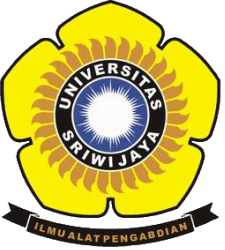 UNIVERSITAS
SRIWIJAYA
ILMU ALAT PENGABDIAN